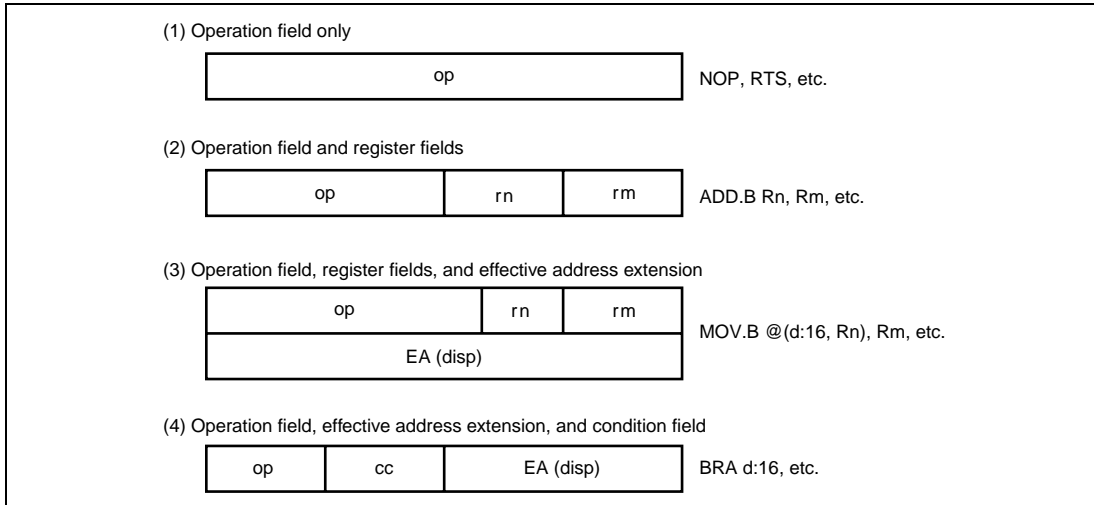 (1) Operation field only
op
NOP, RTS, etc.
(2) Operation field and register fields
op rn rm
ADD.B Rn, Rm, etc.
(3) Operation field, register fields, and effective address extension
op rn rm
EA (disp)
MOV.B @(d:16, Rn), Rm, etc.
(4) Operation field, effective address extension, and condition field
op cc EA (disp)
BRA d:16, etc.